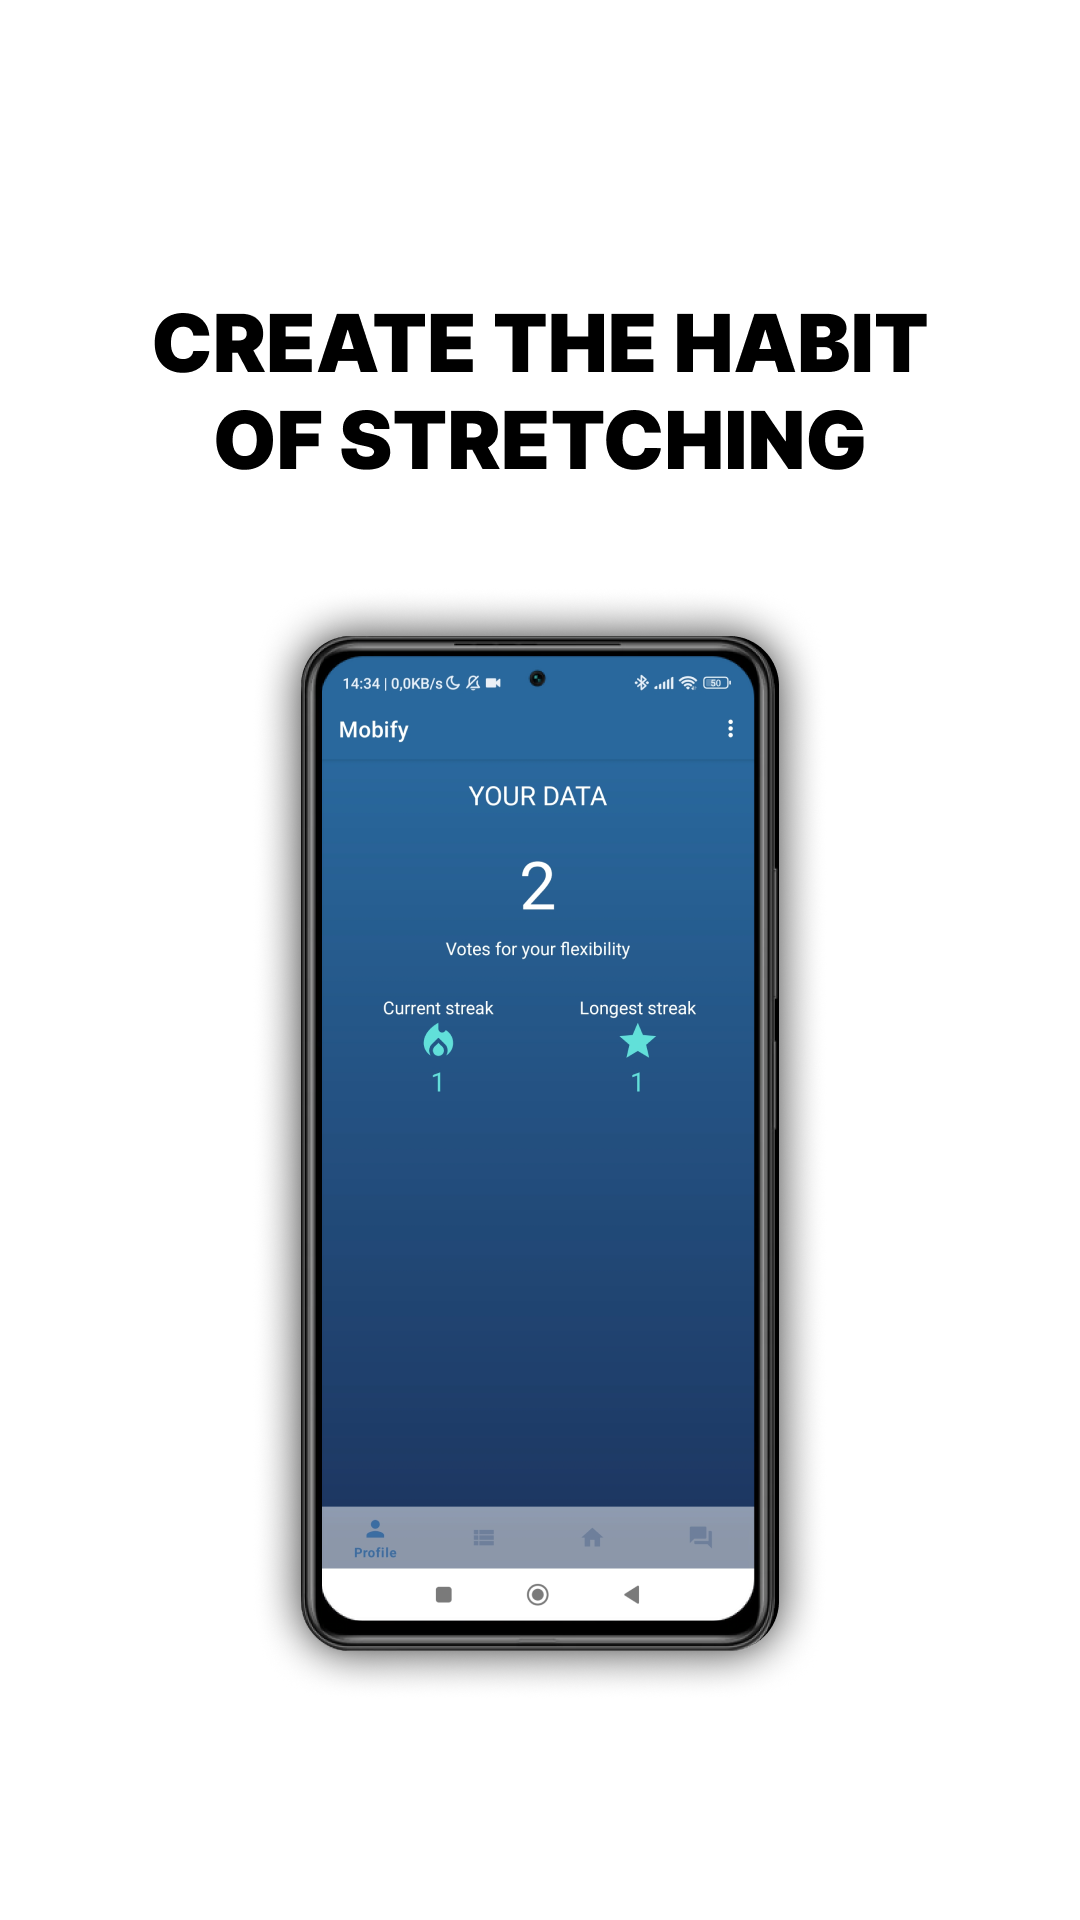 CREATE THE HABIT
OF STRETCHING
14:34 | 0,0KB/s
50
Mobify
YOUR DATA
2
Votes for your flexibility
Current streak
Longest streak
1
1
Profile